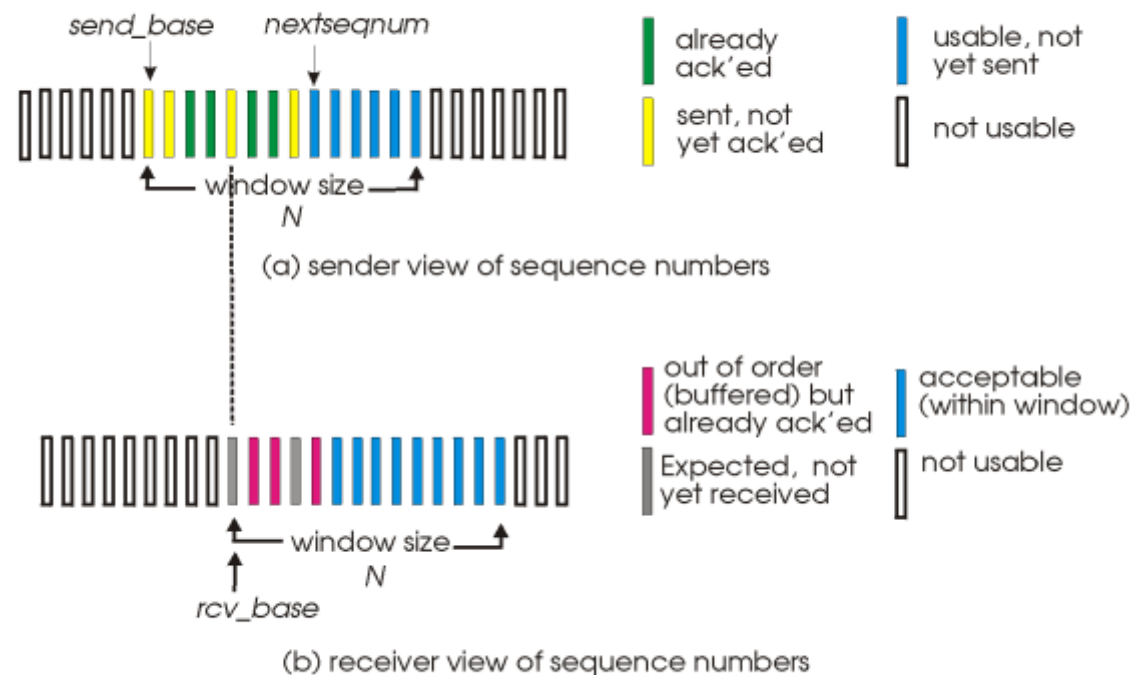 send_base
nextseqnum
already
ack'ed
usable, not
yet sent
sent, not
yet ack'ed
not usable
window size
N
(a) sender view of sequence numbers
out of order
(buffered) but
already ack'ed
acceptable
(within window)
Expected, not
yet received
not usable
window size
N
rcv_base
(b) receiver view of sequence numbers